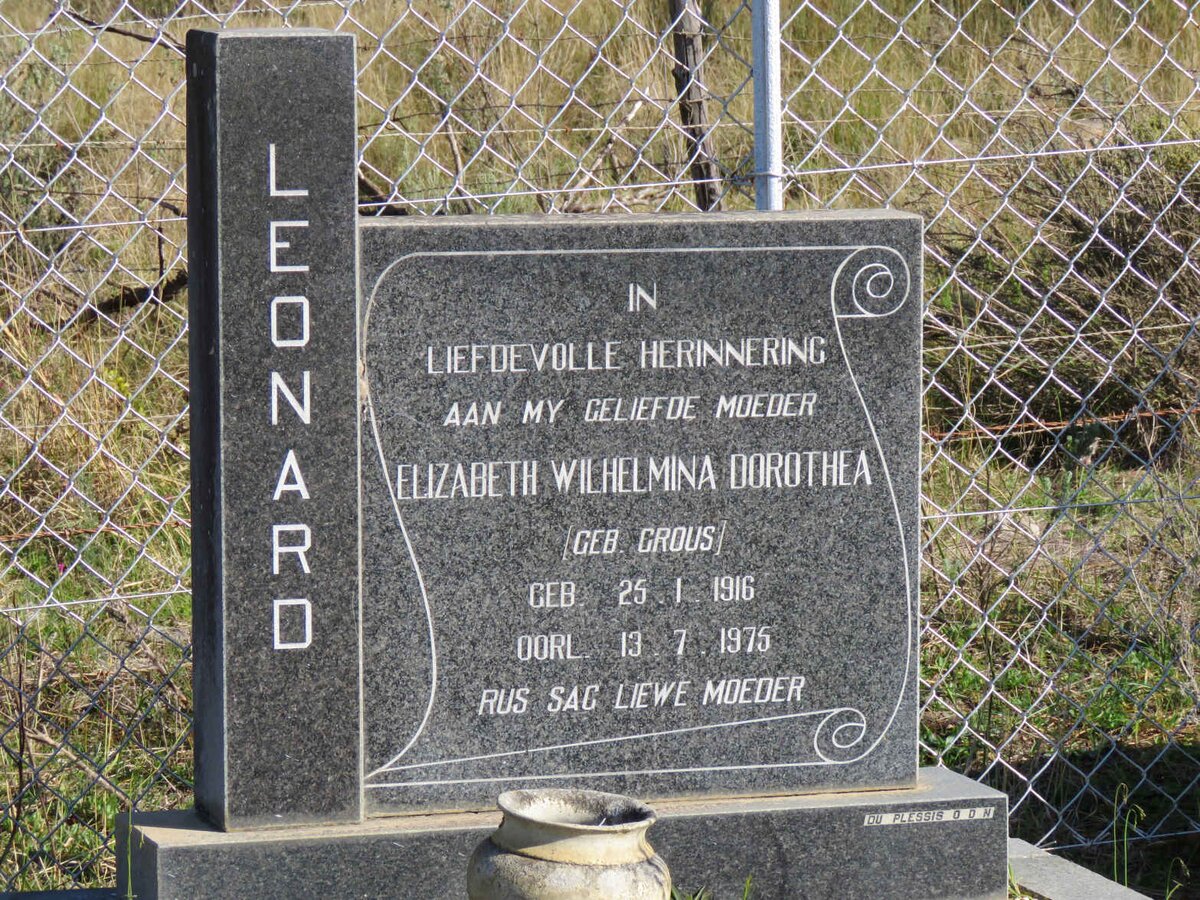 LEONARD
IN
LIEFDEVOLLE HERINNERING
AAN MY GELIEFDE MOEDER
ELIZABETH WILHELMINA DOROTHEA
[GEB. GROUS]
GEB. 25.1.1916
OORL. 13.7.1975
RUS SAG LIEWE MOEDER
DU PLESSIS O D N